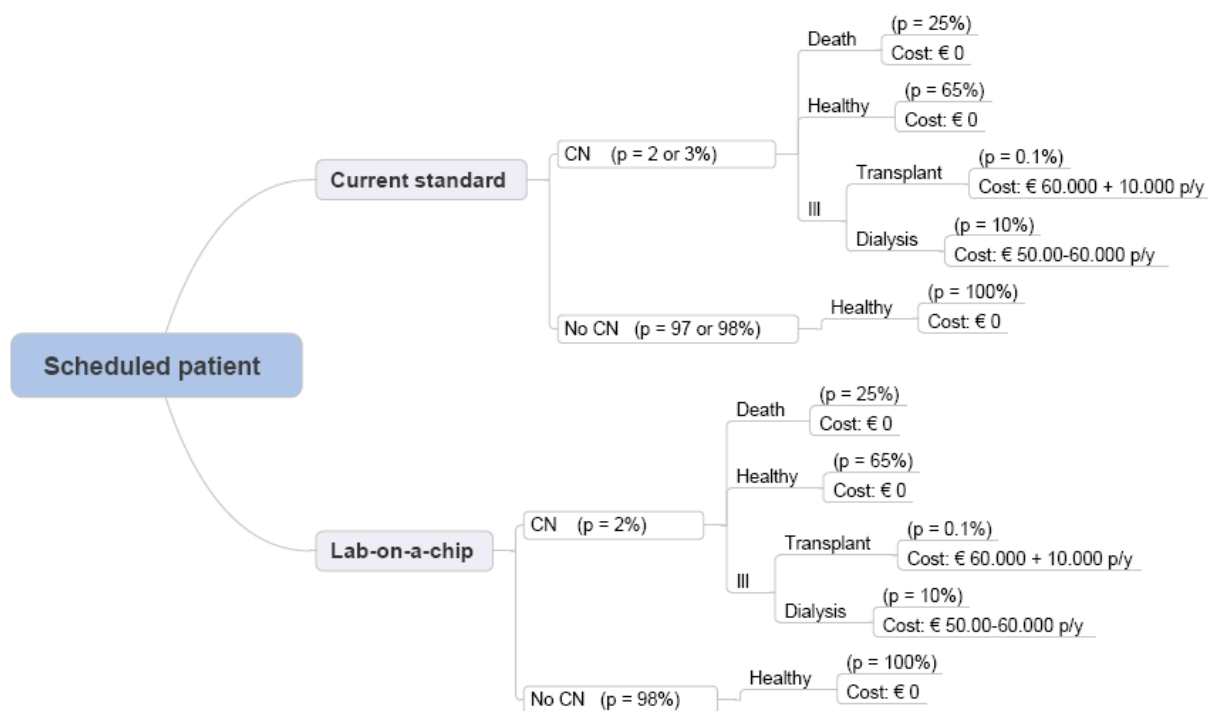 Scheduled patient
Current standard
CN (p = 2 or 3%)
Death
(p = 25%)
Cost: € 0
Healthy
(p = 65%)
Cost: € 0
Ill
Transplant
(p = 0.1%)
Cost: € 60.000 + 10.000 p/y
Dialysis
(p = 10%)
Cost: € 50.00-60.000 p/y
No CN (p = 97 or 98%)
Healthy
(p = 100%)
Cost: € 0
Lab-on-a-chip
CN (p = 2%)
Death
(p = 25%)
Cost: € 0
Healthy
(p = 65%)
Cost: € 0
Ill
Transplant
(p = 0.1%)
Cost: € 60.000 + 10.000 p/y
Dialysis
(p = 10%)
Cost: € 50.00-60.000 p/y
No CN (p = 98%)
Healthy
(p = 100%)
Cost: € 0